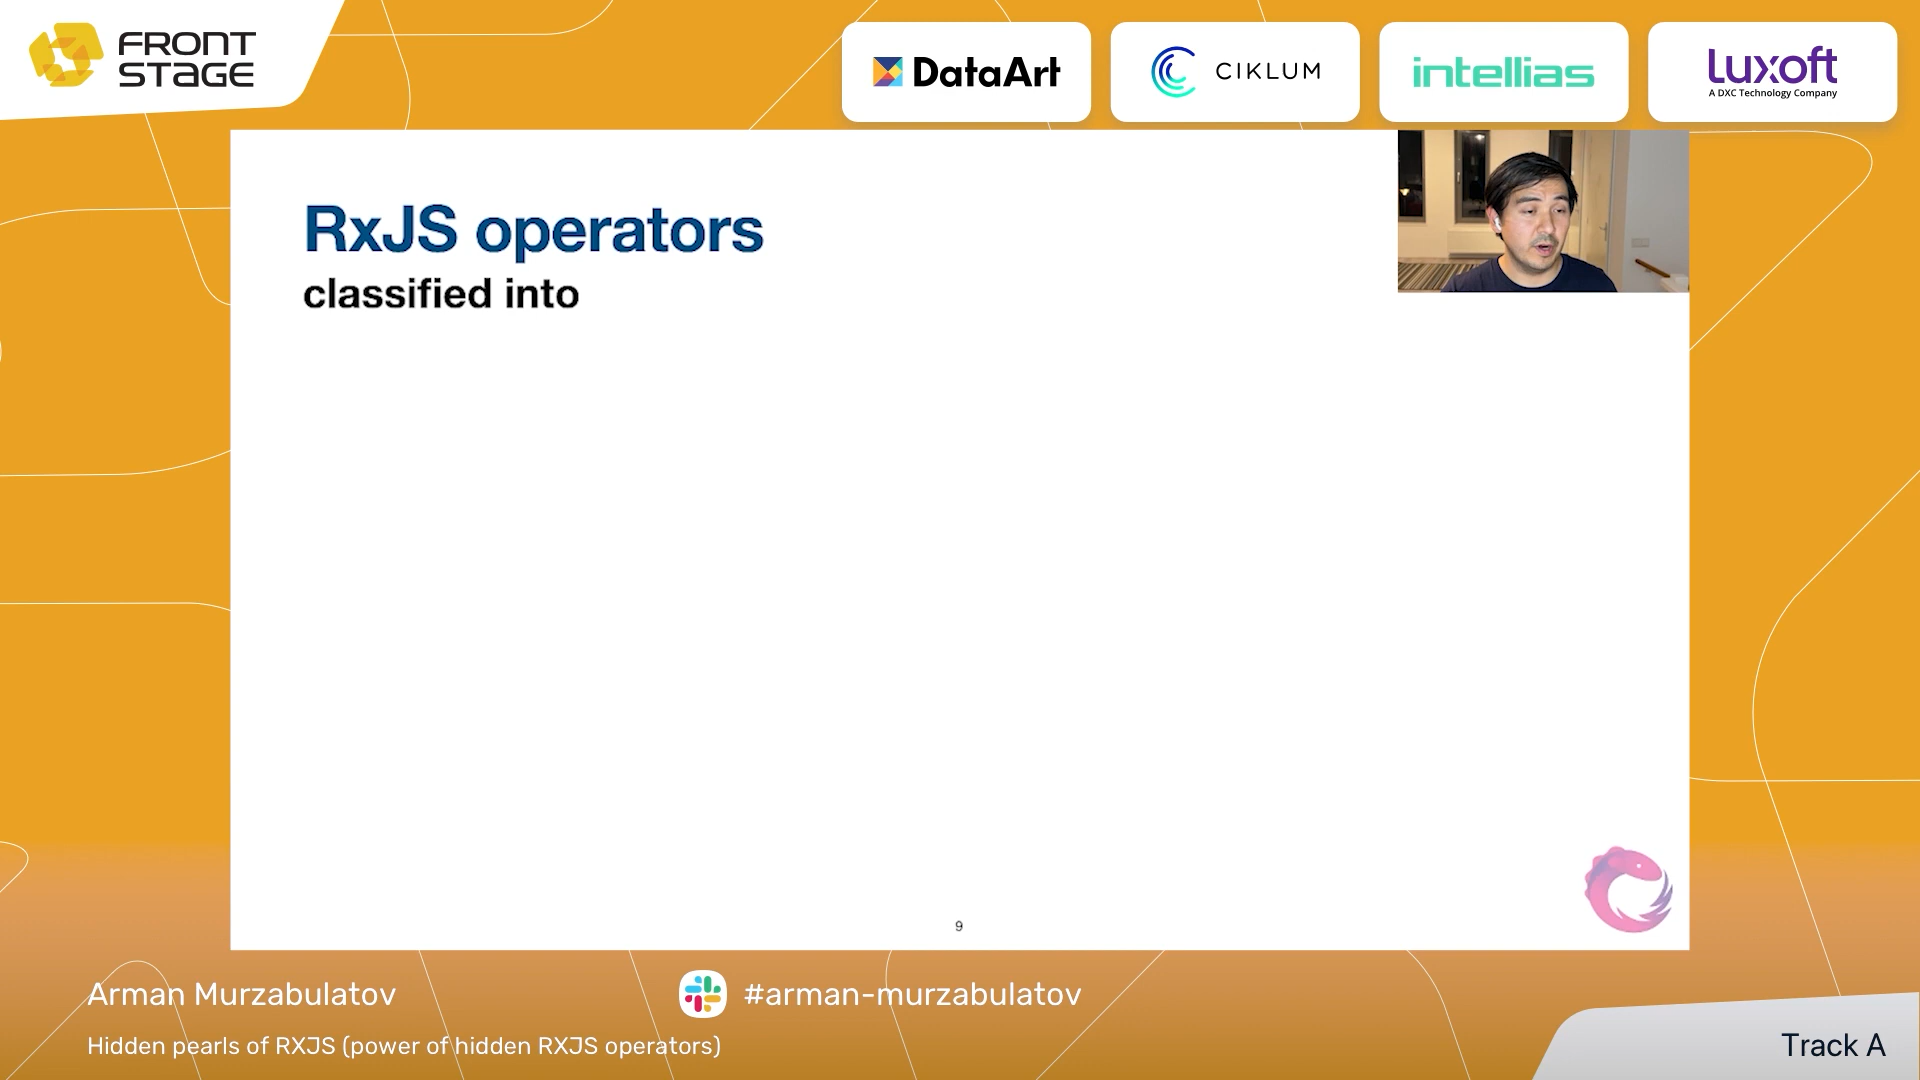 FRONT
STAGE
DataArt
CIKLUM
intellias
Luxoft
A DXC Technology Company
RxJS operators
classified into
9
Arman Murzabulatov
#arman-murzabulatov
Hidden pearls of RXJS (power of hidden RXJS operators)
Track A